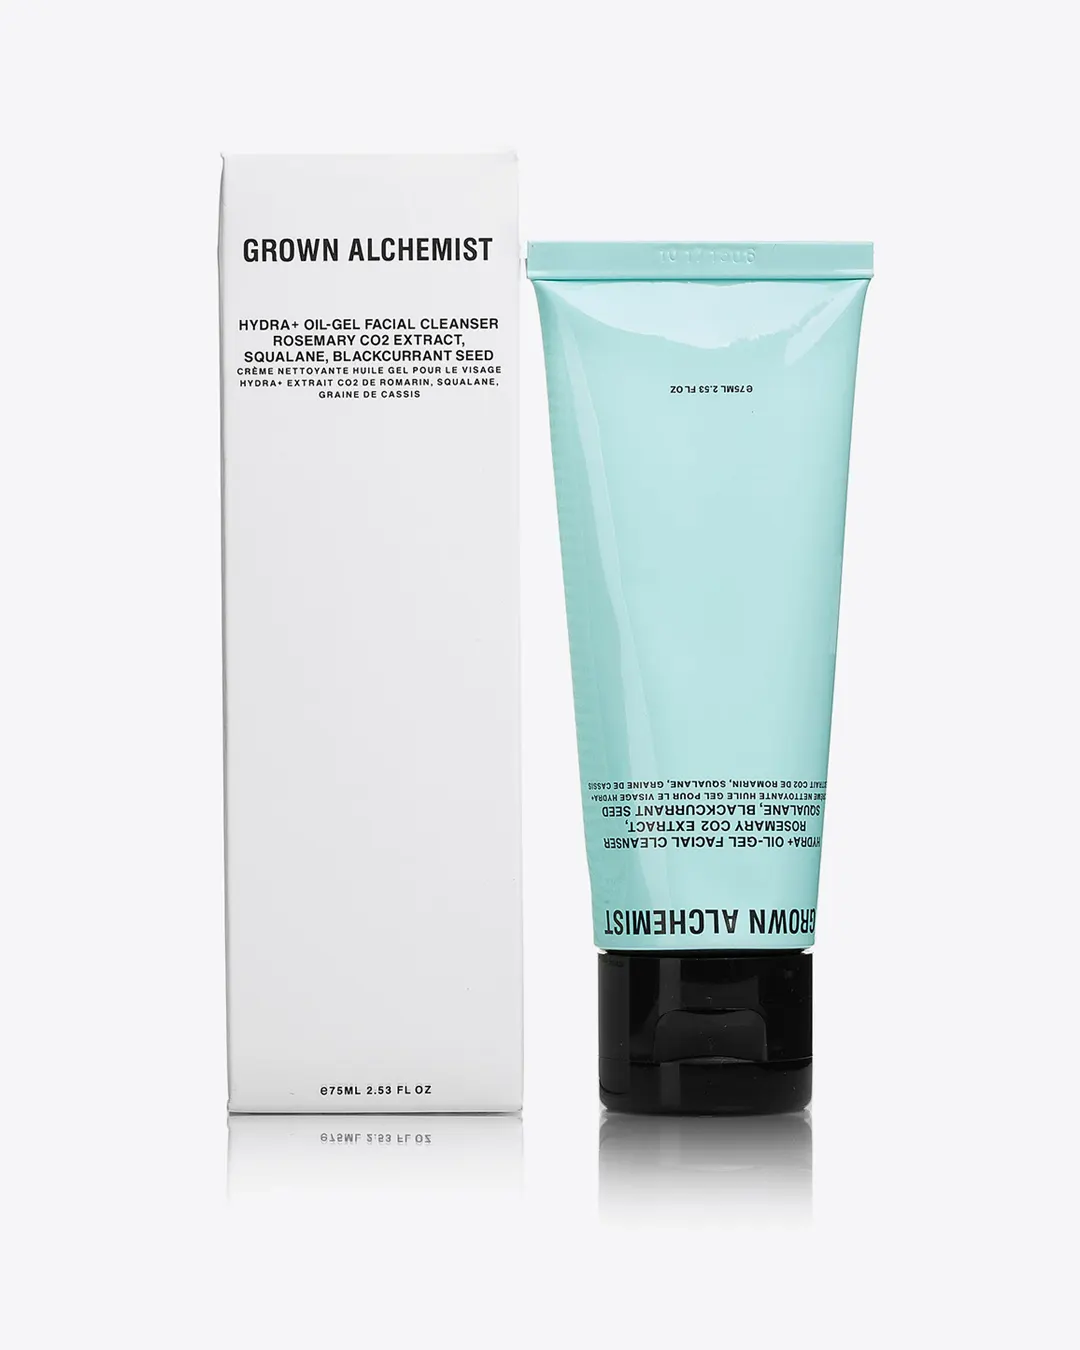 GROWN ALCHEMIST
HYDRA+ OIL-GEL FACIAL CLEANSER
ROSEMARY CO2 EXTRACT,
SQUALANE, BLACKCURRANT SEED
CRÈME NETTOYANTE HUILE GEL POUR LE VISAGE
HYDRA+ EXTRAIT CO2 DE ROMARIN, SQUALANE,
GRAINE DE CASSIS
℮75ML 2.53 FL OZ
GROWN ALCHEMIST
HYDRA+ OIL-GEL FACIAL CLEANSER
ROSEMARY CO2 EXTRACT,
SQUALANE, BLACKCURRANT SEED
CRÈME NETTOYANTE HUILE GEL POUR LE VISAGE HYDRA+
EXTRAIT CO2 DE ROMARIN, SQUALANE, GRAINE DE CASSIS
℮75ML 2.53 FL OZ